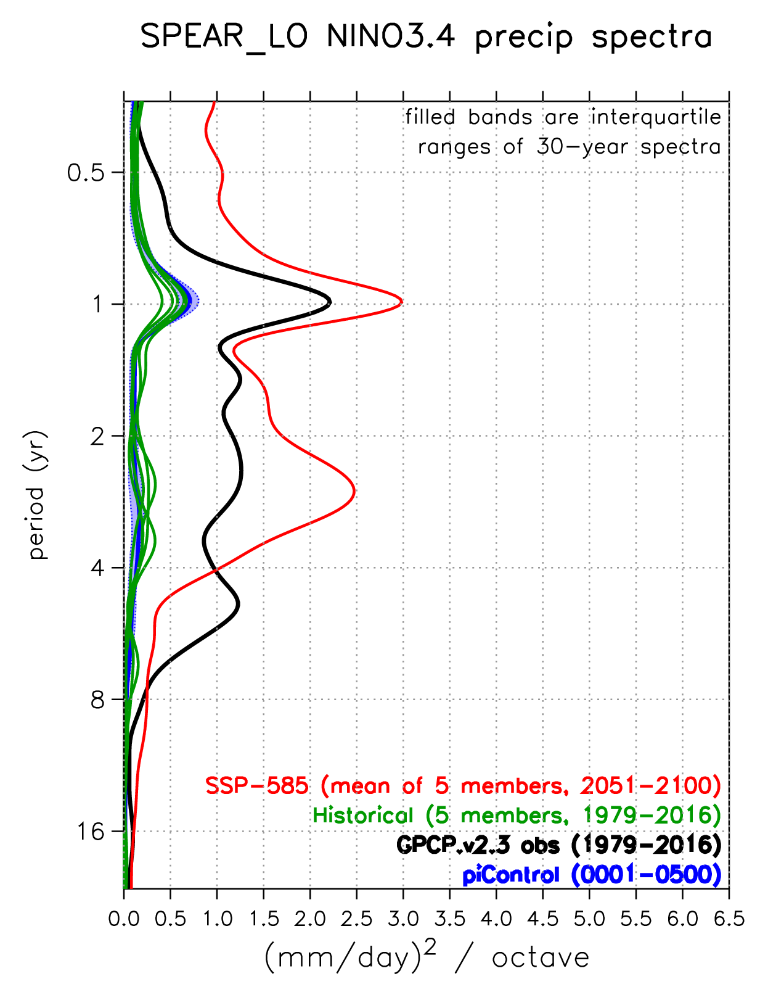 SPEAR_LO NINO3.4 precip spectra
filled bands are interquartile
ranges of 30-year spectra
0.5
1
2
4
8
16
period (yr)
SSP-585 (mean of 5 members, 2051-2100)
Historical (5 members, 1979-2016)
GPCP.v2.3 obs (1979-2016)
piControl (0001-0500)
0.0 0.5 1.0 1.5 2.0 2.5 3.0 3.5 4.0 4.5 5.0 5.5 6.0 6.5
(mm/day)² / octave